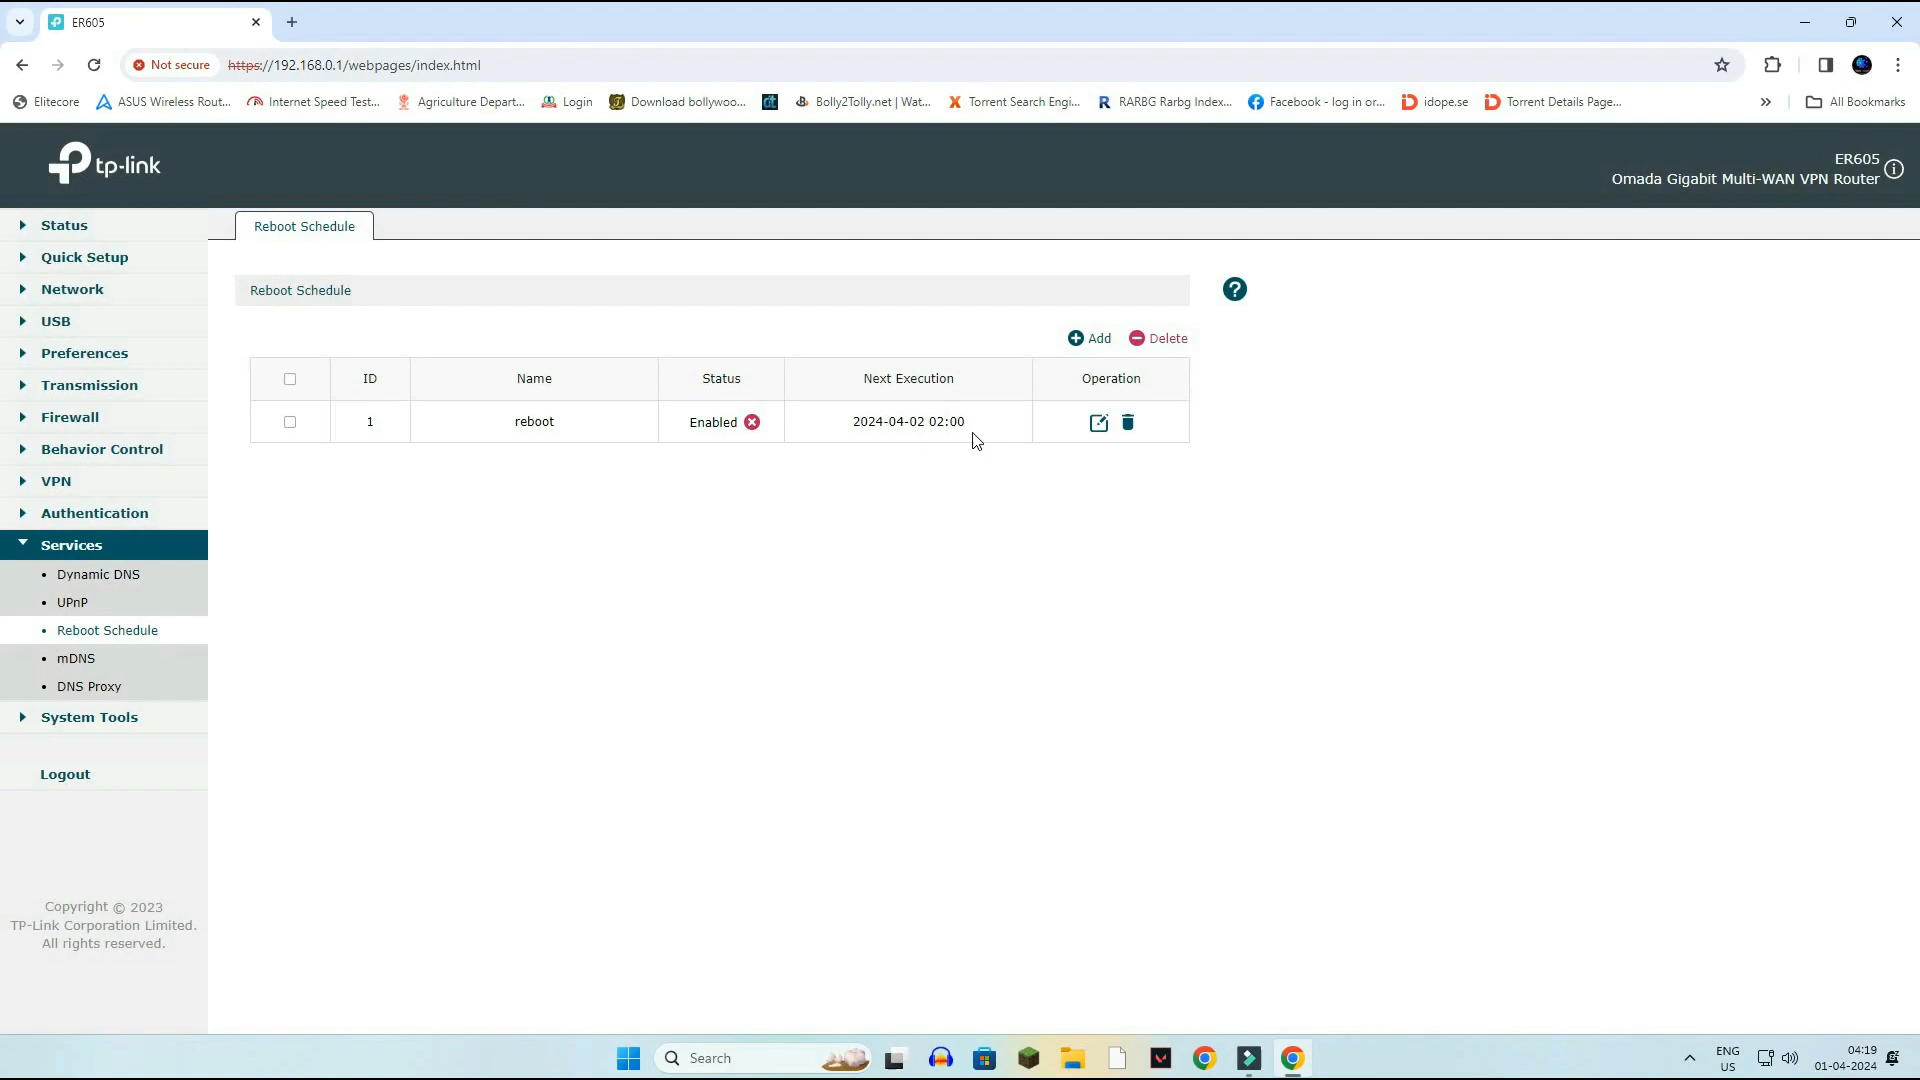 ER605
Not secure https://192.168.0.1/webpages/index.html
Elitecore ASUS Wireless Rout... Internet Speed Test... Agriculture Depart... Login Download bollywoo... Bolly2Tolly.net | Wat... Torrent Search Engi... RARBG Rarbg Index... Facebook - log in or... idope.se Torrent Details Page... » All Bookmarks
tp-link
ER605
Omada Gigabit Multi-WAN VPN Router
Status
Quick Setup
Network
USB
Preferences
Transmission
Firewall
Behavior Control
VPN
Authentication
Services
Dynamic DNS
UPnP
Reboot Schedule
mDNS
DNS Proxy
System Tools
Logout
Copyright © 2023
TP-Link Corporation Limited.
All rights reserved.
Reboot Schedule
Reboot Schedule
Add Delete
ID Name Status Next Execution Operation
1 reboot Enabled 2024-04-02 02:00
Search
ENG
US
04:19
01-04-2024